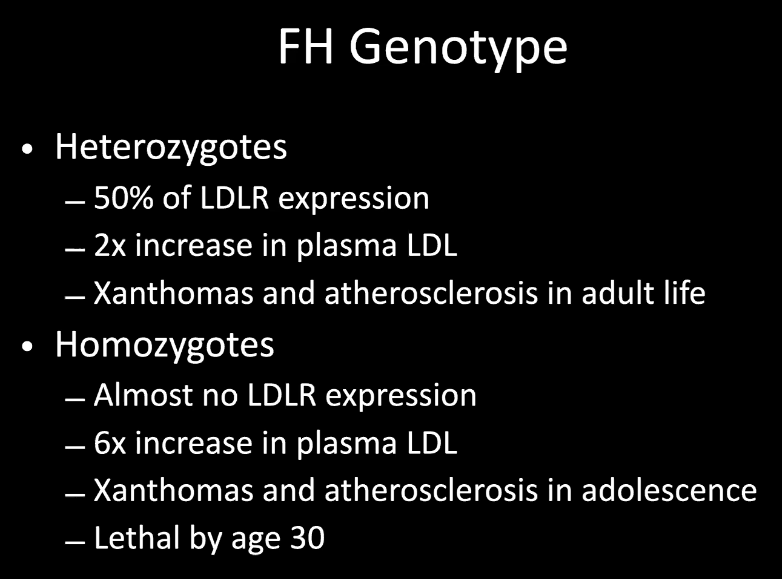 FH Genotype
• Heterozygotes
– 50% of LDLR expression
– 2x increase in plasma LDL
– Xanthomas and atherosclerosis in adult life
• Homozygotes
– Almost no LDLR expression
– 6x increase in plasma LDL
– Xanthomas and atherosclerosis in adolescence
– Lethal by age 30